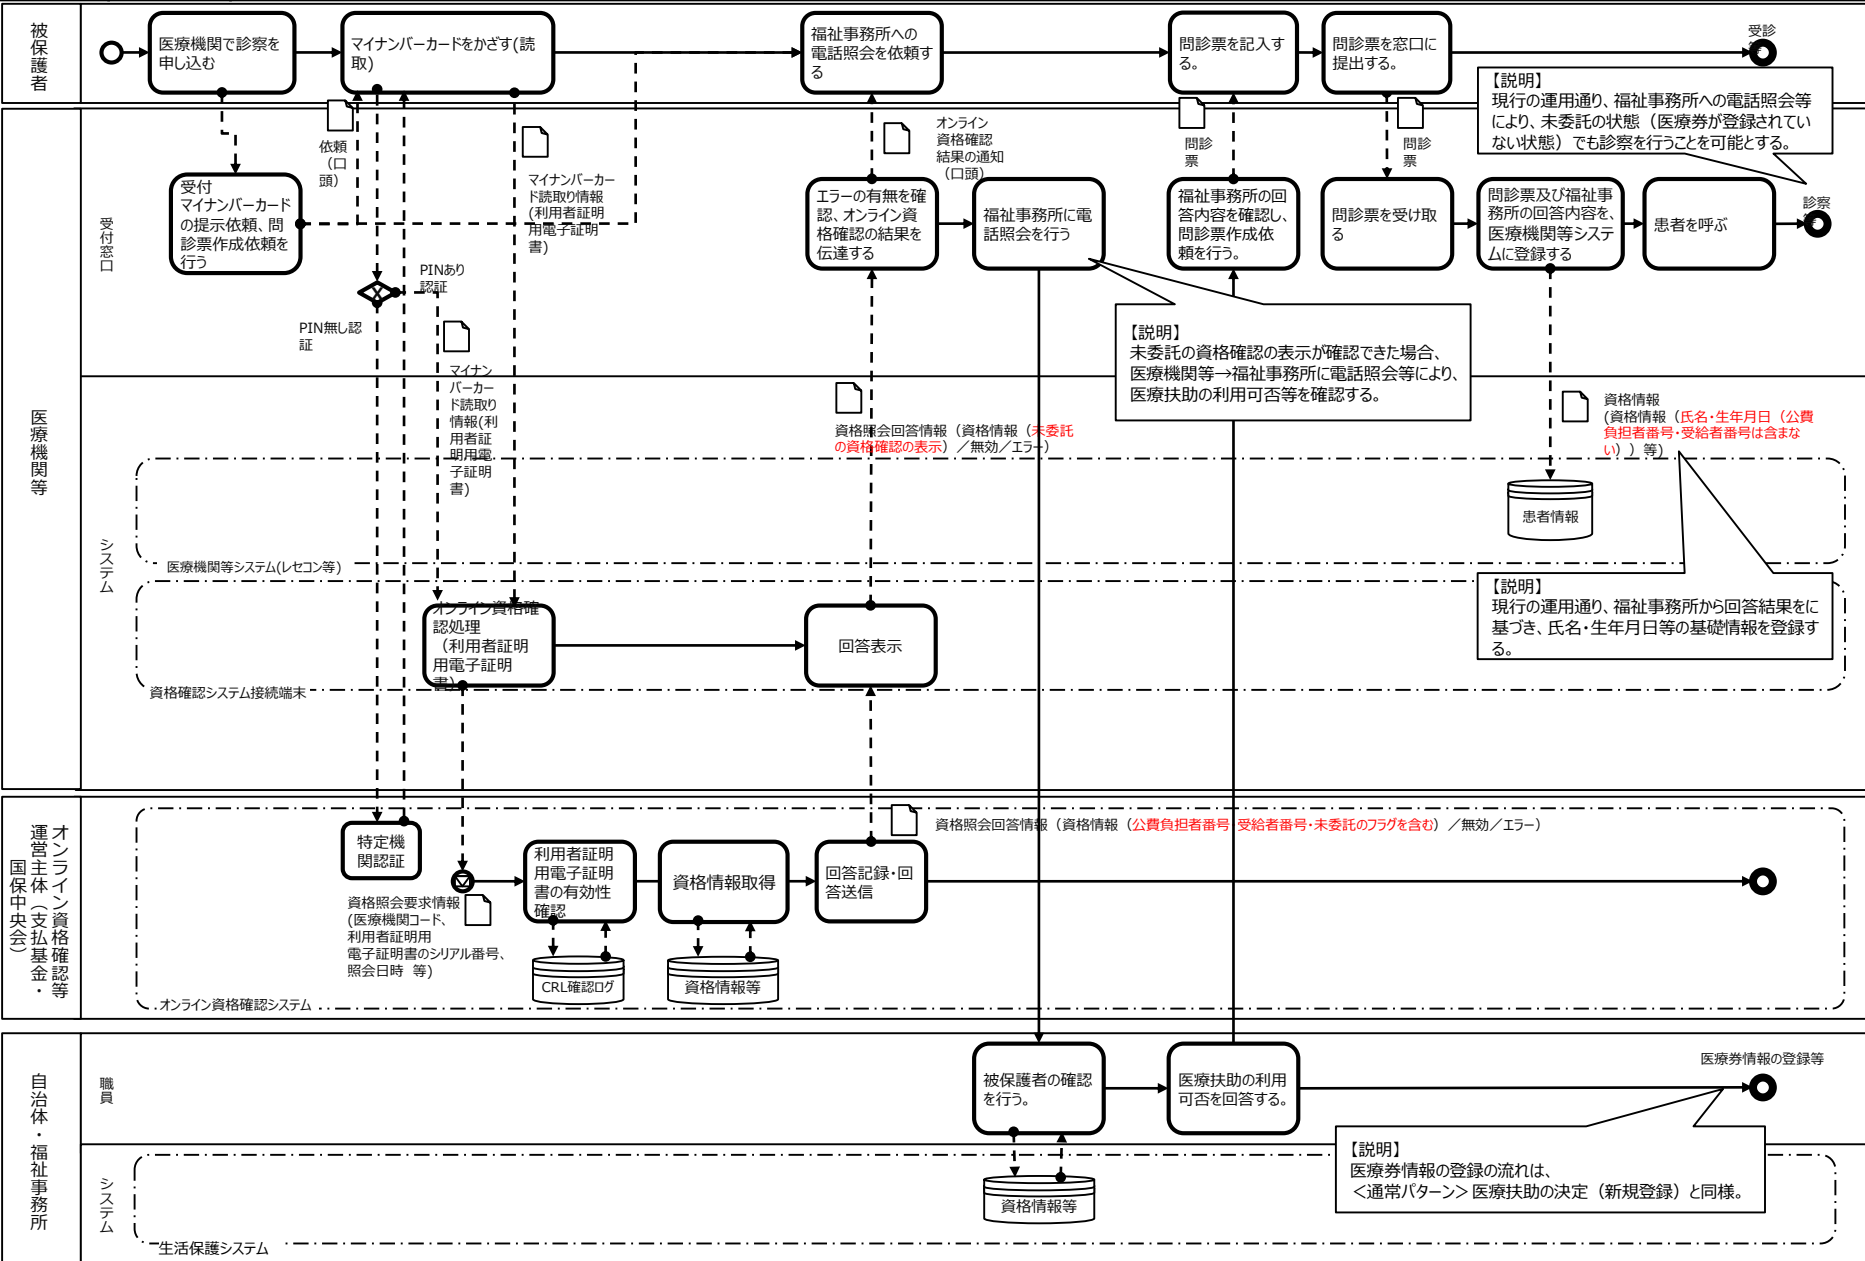 被保護者
医療機関で診察を
申し込む
マイナンバーカードをかざす(読
取)
福祉事務所への
電話照会を依頼す
る
問診票を記入す
る。
問診票を窓口に
提出する。
受診
【説明】
現行の運用通り、福祉事務所への電話照会等
により、未委託の状態（医療券が登録されてい
ない状態）でも診察を行うことを可能とする。
医療機関等
受付窓口
依頼
（口
頭）
マイナンバーカー
ド読取り情報
(利用者証明
用電子証明
書)
オンライン
資格確認
結果の通知
（口頭）
問診
票
問診
票
受付
マイナンバーカード
の提示依頼、問
診票作成依頼を
行う
エラーの有無を確
認、オンライン資
格確認の結果を
伝達する
福祉事務所に電
話照会を行う
福祉事務所の回
答内容を確認し、
問診票作成依
頼を行う。
問診票を受け取
る
問診票及び福祉事
務所の回答内容を、
医療機関等システ
ムに登録する
患者を呼ぶ
診察
PINあり
認証
PIN無し認
証
マイナン
バーカー
ド読取り
情報(利
用者証
明用電
子証明
書)
【説明】
未委託の資格確認の表示が確認できた場合、
医療機関等→福祉事務所に電話照会等により、
医療扶助の利用可否等を確認する。
資格照会回答情報（資格情報（未委託
の資格確認の表示）／無効／エラー）
資格情報
(資格情報（氏名・生年月日（公費
負担者番号・受給者番号は含まな
い））等)
システム
患者情報
医療機関等システム(レセコン等)
オンライン資格確
認処理
（利用者証明
用電子証明
書）
回答表示
【説明】
現行の運用通り、福祉事務所から回答結果をに
基づき、氏名・生年月日等の基礎情報を登録す
る。
資格確認システム接続端末
オンライン資格確認等
運営主体（支払基金・
国保中央会）
特定機
関認証
資格照会回答情報（資格情報（公費負担者番号・受給者番号・未委託のフラグを含む）／無効／エラー）
利用者証明
用電子証明
書の有効性
確認
資格情報取得
回答記録・回
答送信
資格照会要求情報
(医療機関コード、
利用者証明用
電子証明書のシリアル番号、
照会日時 等)
CRL確認ログ
資格情報等
オンライン資格確認システム
自治体・福祉事務所
職員
被保護者の確認
を行う。
医療扶助の利用
可否を回答する。
医療券情報の登録等
【説明】
医療券情報の登録の流れは、
＜通常パターン＞医療扶助の決定（新規登録）と同様。
システム
資格情報等
生活保護システム